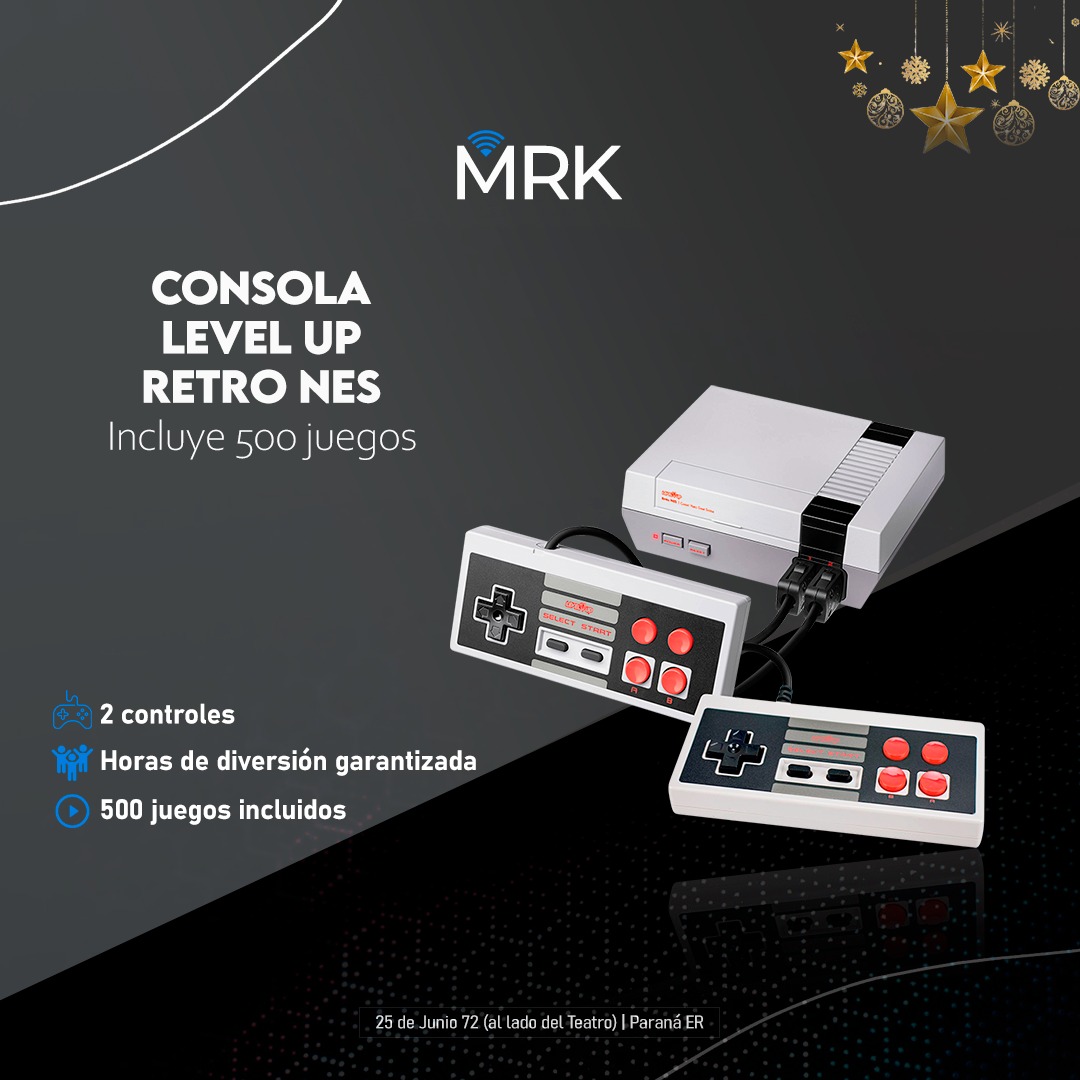 MRK
CONSOLA
LEVEL UP
RETRO NES
Incluye 500 juegos
SELECT START
A B
2 controles
Horas de diversión garantizada
500 juegos incluidos
25 de Junio 72 (al lado del Teatro) | Paraná ER